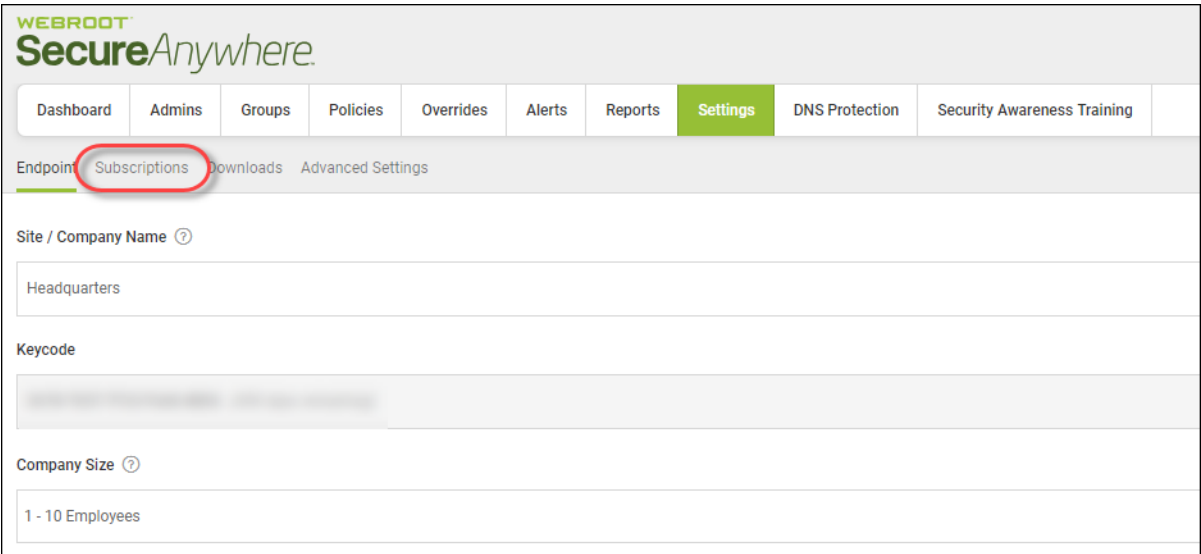 WEBROOT
SecureAnywhere™
Dashboard Admins Groups Policies Overrides Alerts Reports Settings DNS Protection Security Awareness Training
Endpoint Subscriptions Downloads Advanced Settings
Site / Company Name ?
Headquarters
Keycode
Company Size ?
1 - 10 Employees